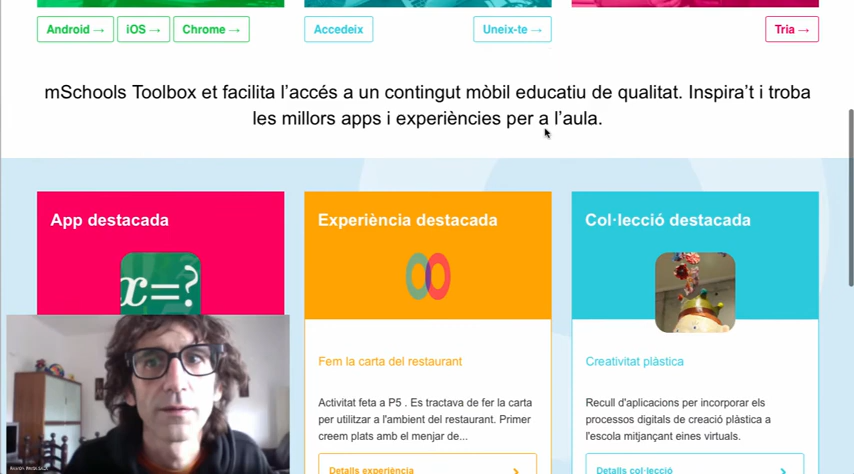 Android →
iOS →
Chrome →
Accedeix
Uneix-te →
Tria →
mSchools Toolbox et facilita l’accés a un contingut mòbil educatiu de qualitat. Inspira’t i troba
les millors apps i experiències per a l’aula.
App destacada
x=?
Experiència destacada
Fem la carta del restaurant
Activitat feta a P5 . Es tractava de fer la carta
per utilitzar a l'ambient del restaurant. Primer
creem plats amb el menjar de...
Detalls experiència
Col·lecció destacada
Creativitat plàstica
Recull d'aplicacions per incorporar els
processos digitals de creació plàstica a
l'escola mitjançant eines virtuals.
Detalls col·lecció